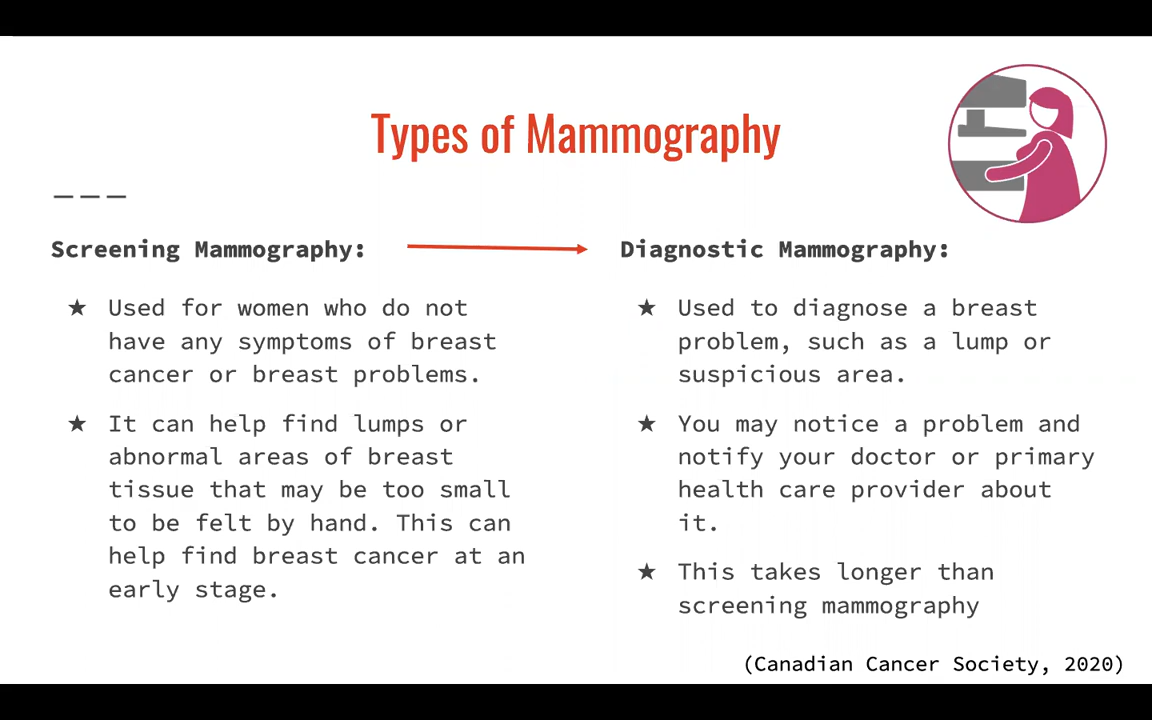 Types of Mammography
Screening Mammography:
★ Used for women who do not
have any symptoms of breast
cancer or breast problems.
★ It can help find lumps or
abnormal areas of breast
tissue that may be too small
to be felt by hand. This can
help find breast cancer at an
early stage.
Diagnostic Mammography:
★ Used to diagnose a breast
problem, such as a lump or
suspicious area.
★ You may notice a problem and
notify your doctor or primary
health care provider about
it.
★ This takes longer than
screening mammography
(Canadian Cancer Society, 2020)